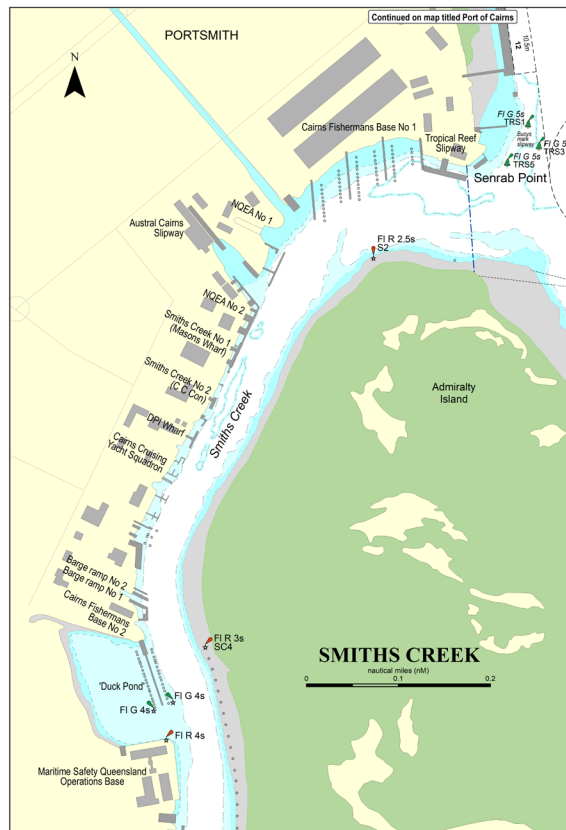 Continued on map titled Port of Cairns
PORTSMITH
N
12
10.5m
Fl G 5s
TRS1
Buoys
mark
slipway
Fl G 5s
TRS3
Fl G 5s
TRS5
Cairns Fishermans Base No 1
Tropical Reef
Slipway
Senrab Point
NQEA No 1
Austral Cairns
Slipway
Fl R 2.5s
S2
NQEA No 2
Smiths Creek No 1
(Masons Wharf)
Smiths Creek No 2
(C C Con)
Admiralty
Island
DPI Wharf
Smiths Creek
Cairns Cruising
Yacht Squadron
Barge ramp No 2
Barge ramp No 1
Cairns Fishermans
Base No 2
Fl R 3s
SC4
SMITHS CREEK
nautical miles (nM)
0 0.1 0.2
'Duck Pond'
Fl G 4s
Fl G 4s
Fl R 4s
Maritime Safety Queensland
Operations Base